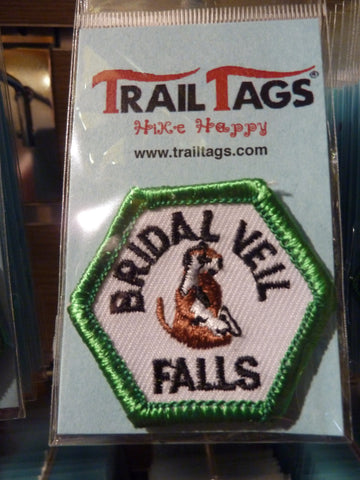 TRAIL TAGS®
Hike Happy
www.trailtags.com
BRIDAL VEIL
FALLS